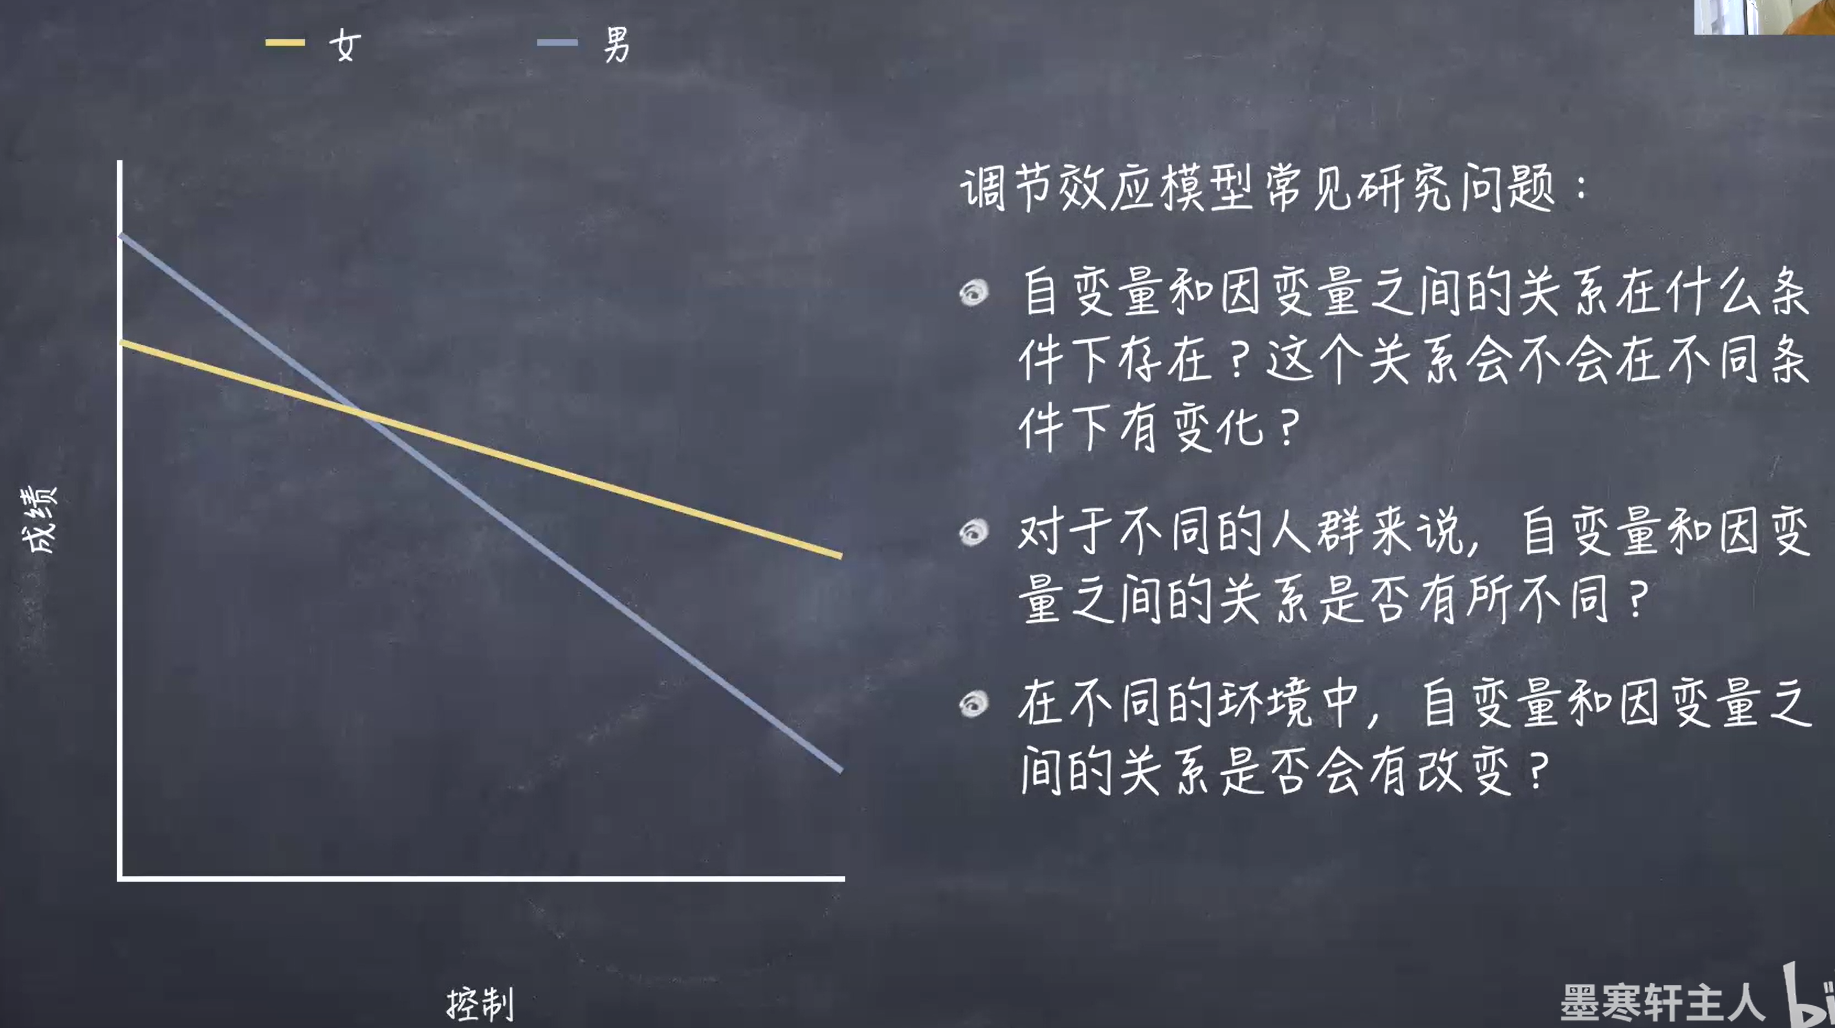 女
男
调节效应模型常见研究问题：
自变量和因变量之间的关系在什么条
件下存在？这个关系会不会在不同条
件下有变化？
对于不同的人群来说，自变量和因变
量之间的关系是否有所不同？
在不同的环境中，自变量和因变量之
间的关系是否会有改变？
成绩
控制
墨寒轩主人
bi